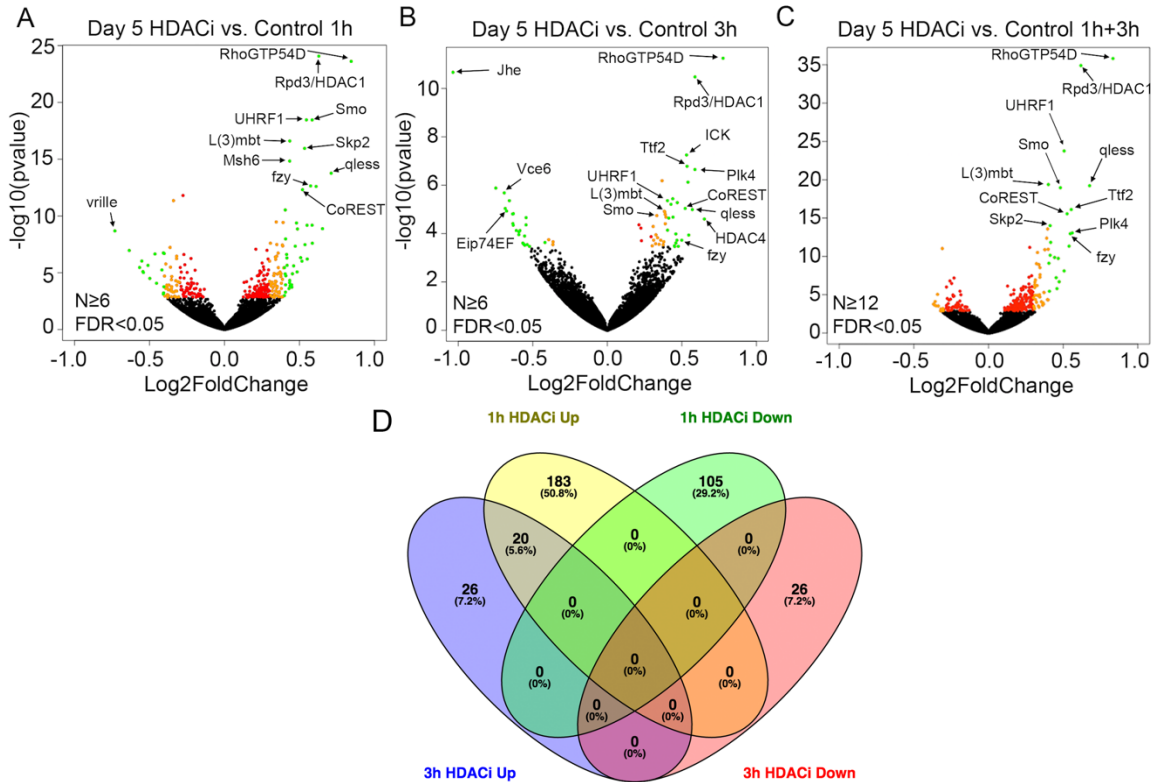 A
Day 5 HDACi vs. Control 1h
-log10(pvalue)
25
20
15
10
5
0
RhoGTP54D
Rpd3/HDAC1
UHRF1
Smo
L(3)mbt
Skp2
Msh6
qless
fzy
CoREST
vrille
N≥6
FDR<0.05
-1.0
-0.5
0.0
0.5
1.0
Log2FoldChange
B
Day 5 HDACi vs. Control 3h
10
8
6
4
2
0
Jhe
RhoGTP54D
Rpd3/HDAC1
ICK
Ttf2
Plk4
Vce6
UHRF1
L(3)mbt
CoREST
Smo
qless
Eip74EF
HDAC4
fzy
N≥6
FDR<0.05
-1.0
-0.5
0.0
0.5
1.0
Log2FoldChange
C
Day 5 HDACi vs. Control 1h+3h
35
30
25
20
15
10
5
0
RhoGTP54D
Rpd3/HDAC1
UHRF1
Smo
qless
L(3)mbt
CoREST
Ttf2
Skp2
Plk4
fzy
N≥12
FDR<0.05
-1.0
-0.5
0.0
0.5
1.0
Log2FoldChange
D
1h HDACi Up
1h HDACi Down
183
(50.8%)
105
(29.2%)
20
(5.6%)
0
(0%)
0
(0%)
26
(7.2%)
0
(0%)
0
(0%)
26
(7.2%)
0
(0%)
0
(0%)
0
(0%)
0
(0%)
0
(0%)
0
(0%)
3h HDACi Up
3h HDACi Down